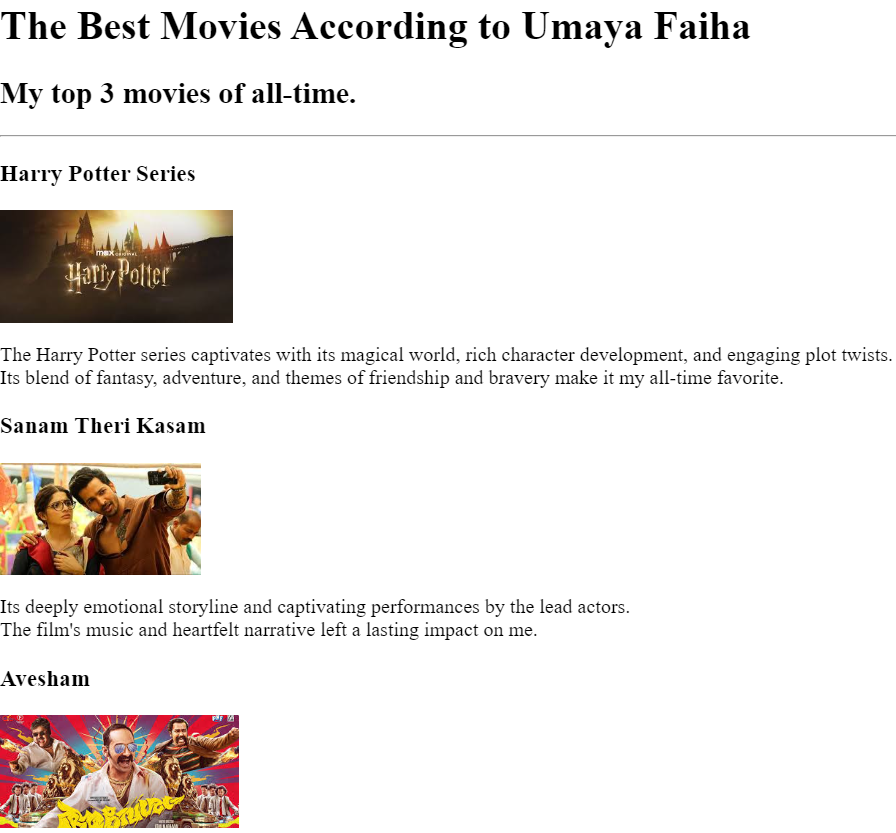 The Best Movies According to Umaya Faiha
My top 3 movies of all-time.
Harry Potter Series
max ORIGINAL
Harry Potter
The Harry Potter series captivates with its magical world, rich character development, and engaging plot twists.
Its blend of fantasy, adventure, and themes of friendship and bravery make it my all-time favorite.
Sanam Theri Kasam
Its deeply emotional storyline and captivating performances by the lead actors.
The film's music and heartfelt narrative left a lasting impact on me.
Avesham